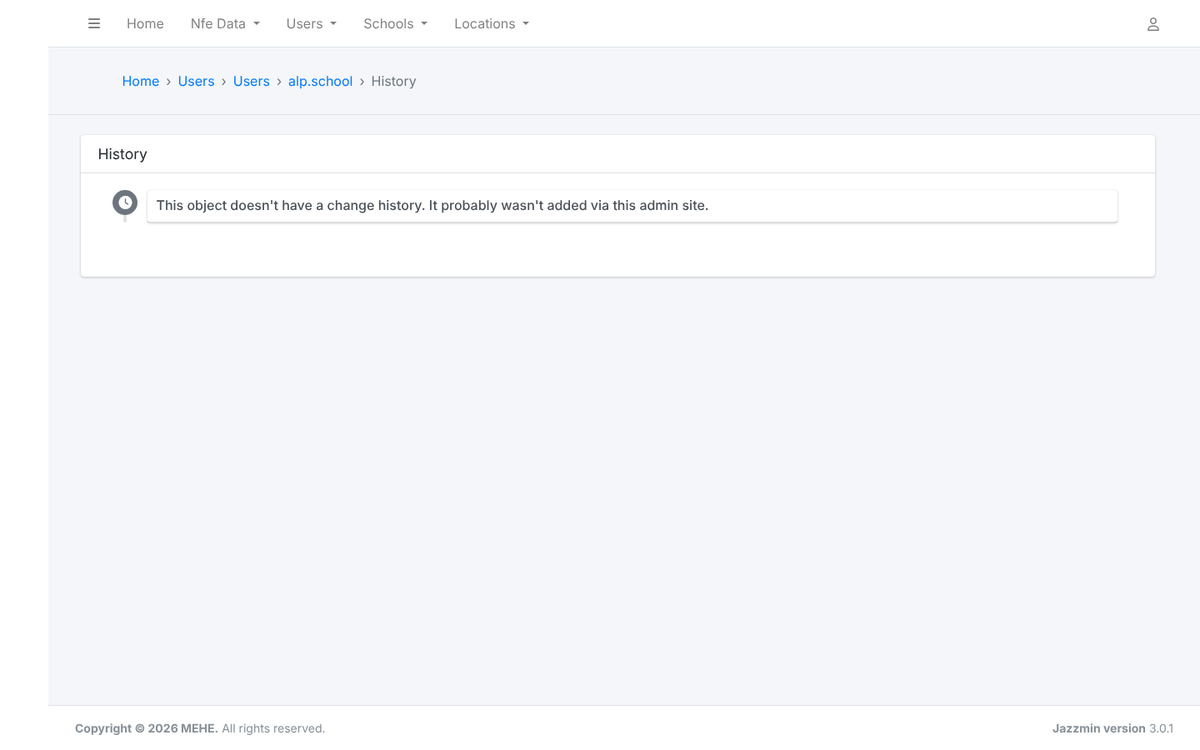 Home Nfe Data Users Schools Locations
Home › Users › Users › alp.school › History
History
This object doesn't have a change history. It probably wasn't added via this admin site.
Copyright © 2026 MEHE. All rights reserved. Jazzmin version 3.0.1